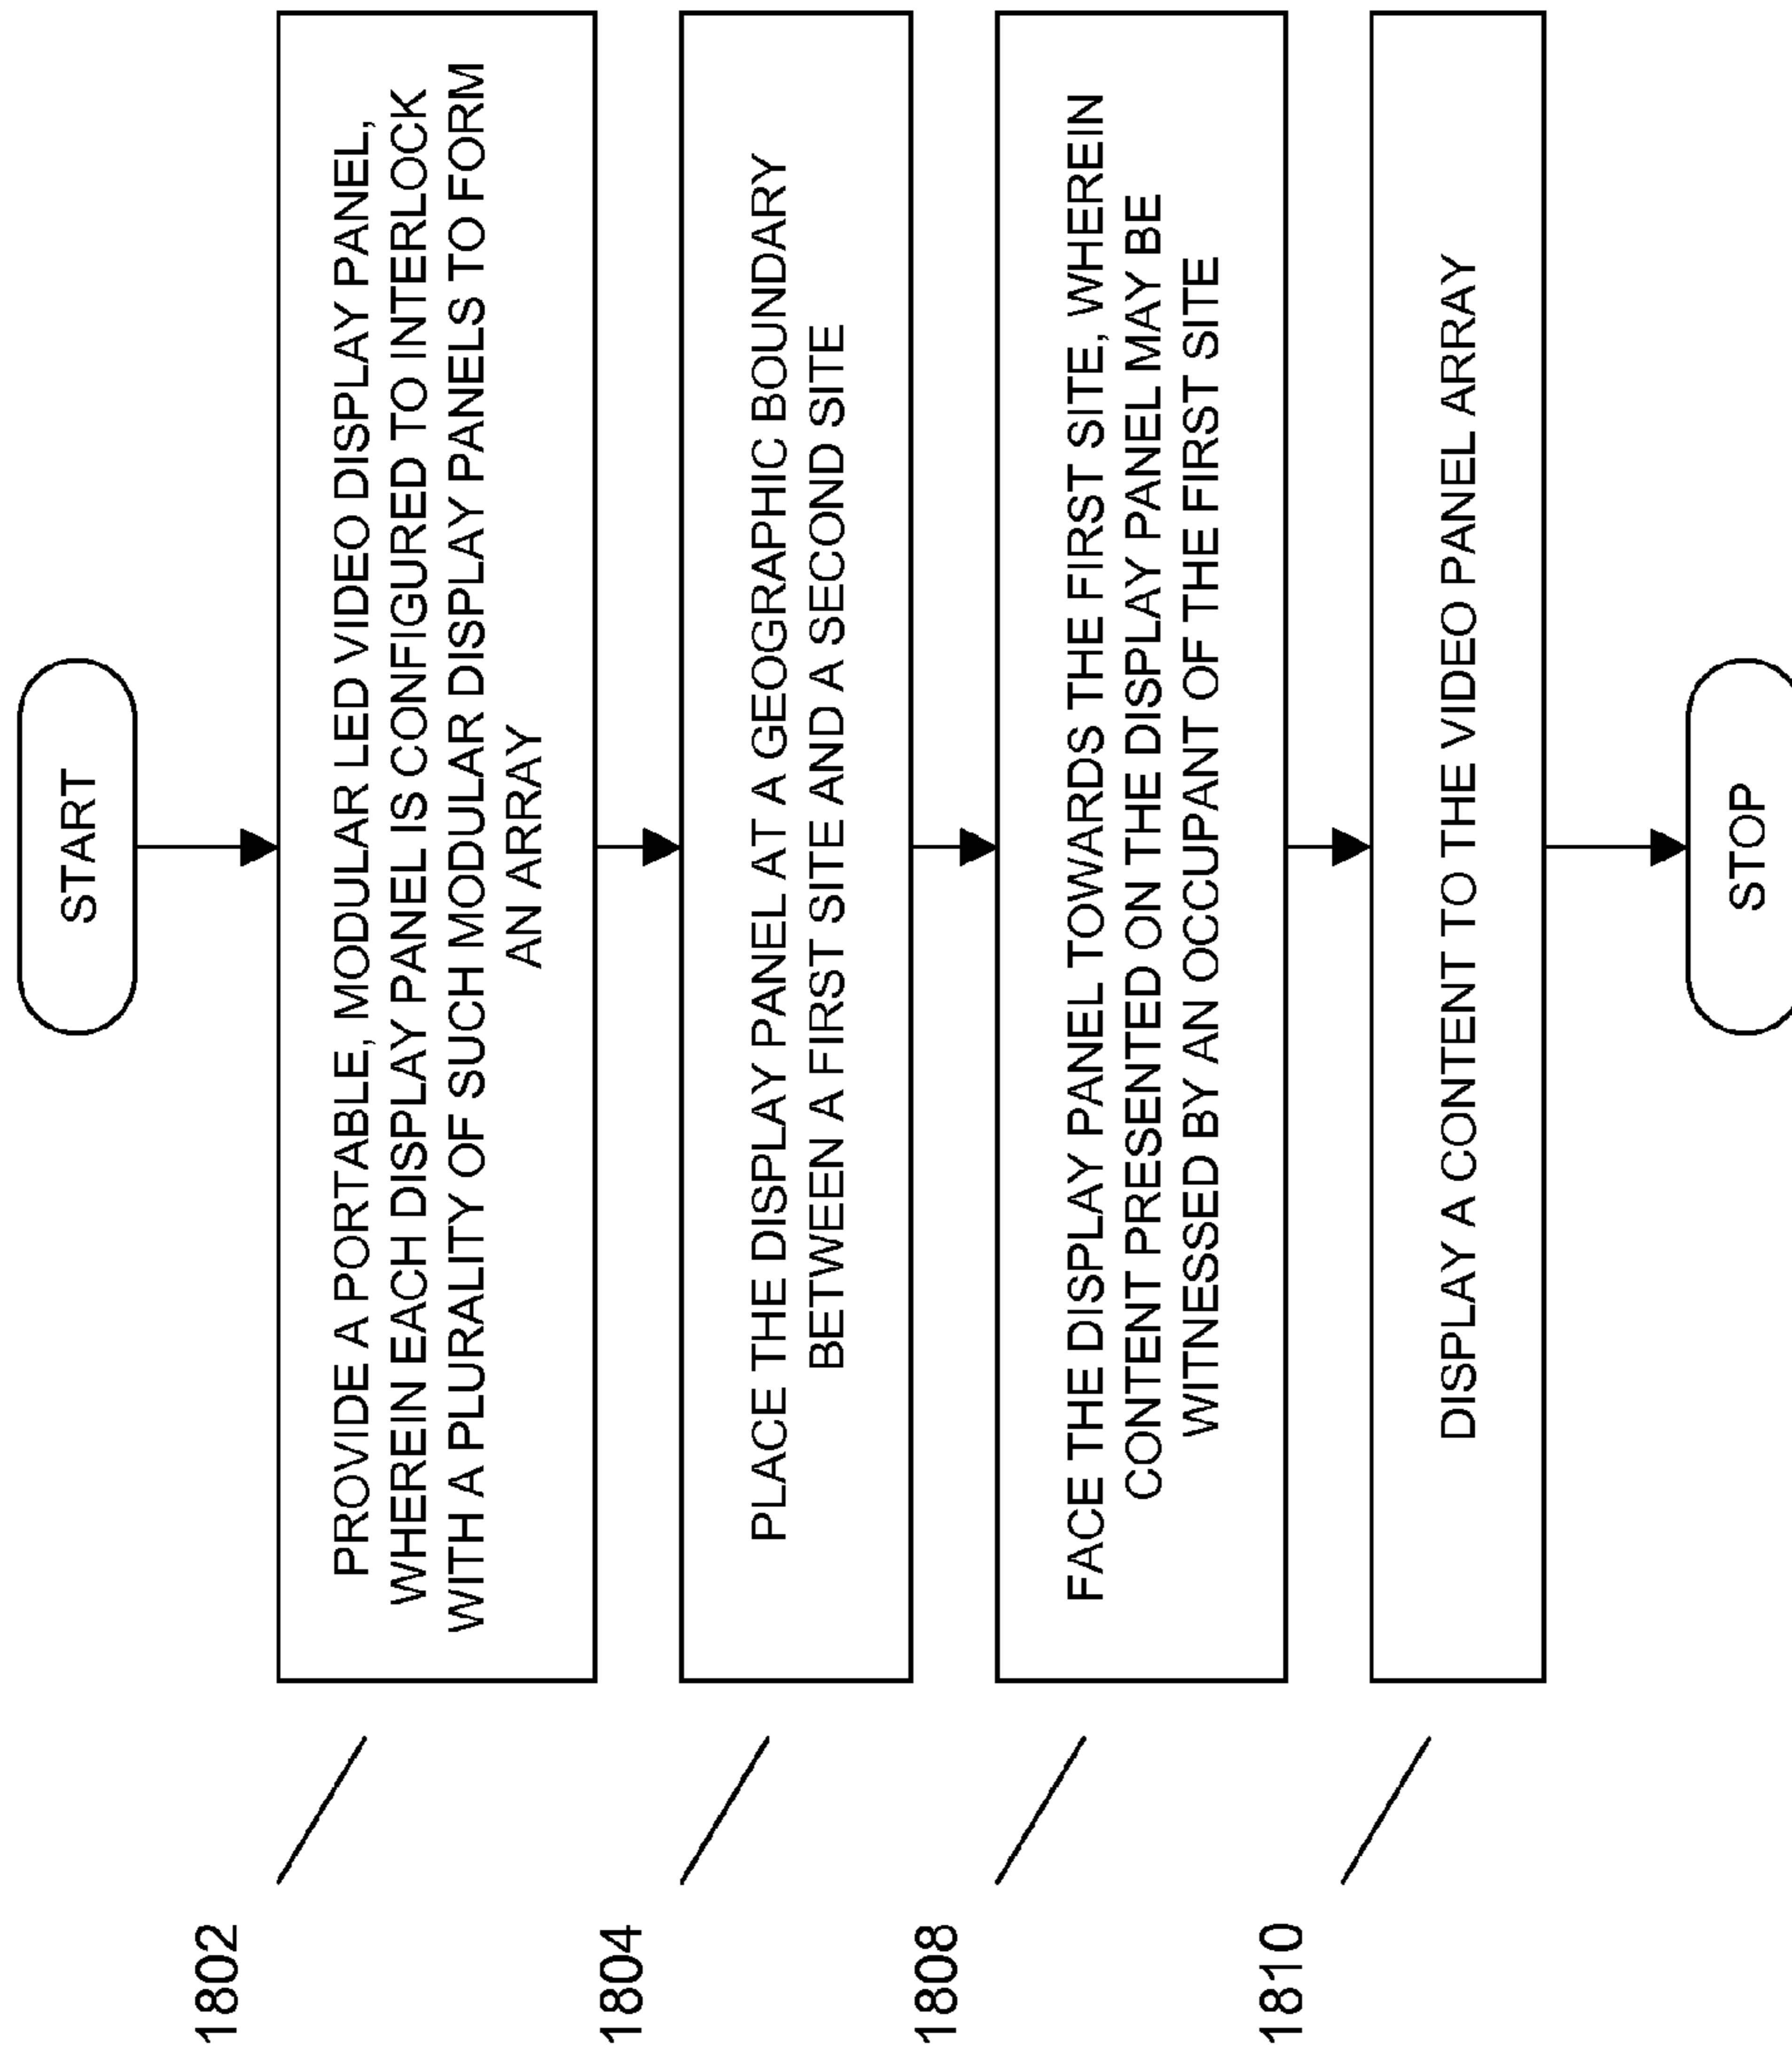 START
1802
PROVIDE A PORTABLE, MODULAR LED VIDEO DISPLAY PANEL,
WHEREIN EACH DISPLAY PANEL IS CONFIGURED TO INTERLOCK
WITH A PLURALITY OF SUCH MODULAR DISPLAY PANELS TO FORM
AN ARRAY
1804
PLACE THE DISPLAY PANEL AT A GEOGRAPHIC BOUNDARY
BETWEEN A FIRST SITE AND A SECOND SITE
1808
FACE THE DISPLAY PANEL TOWARDS THE FIRST SITE, WHEREIN
CONTENT PRESENTED ON THE DISPLAY PANEL MAY BE
WITNESSED BY AN OCCUPANT OF THE FIRST SITE
1810
DISPLAY A CONTENT TO THE VIDEO PANEL ARRAY
STOP